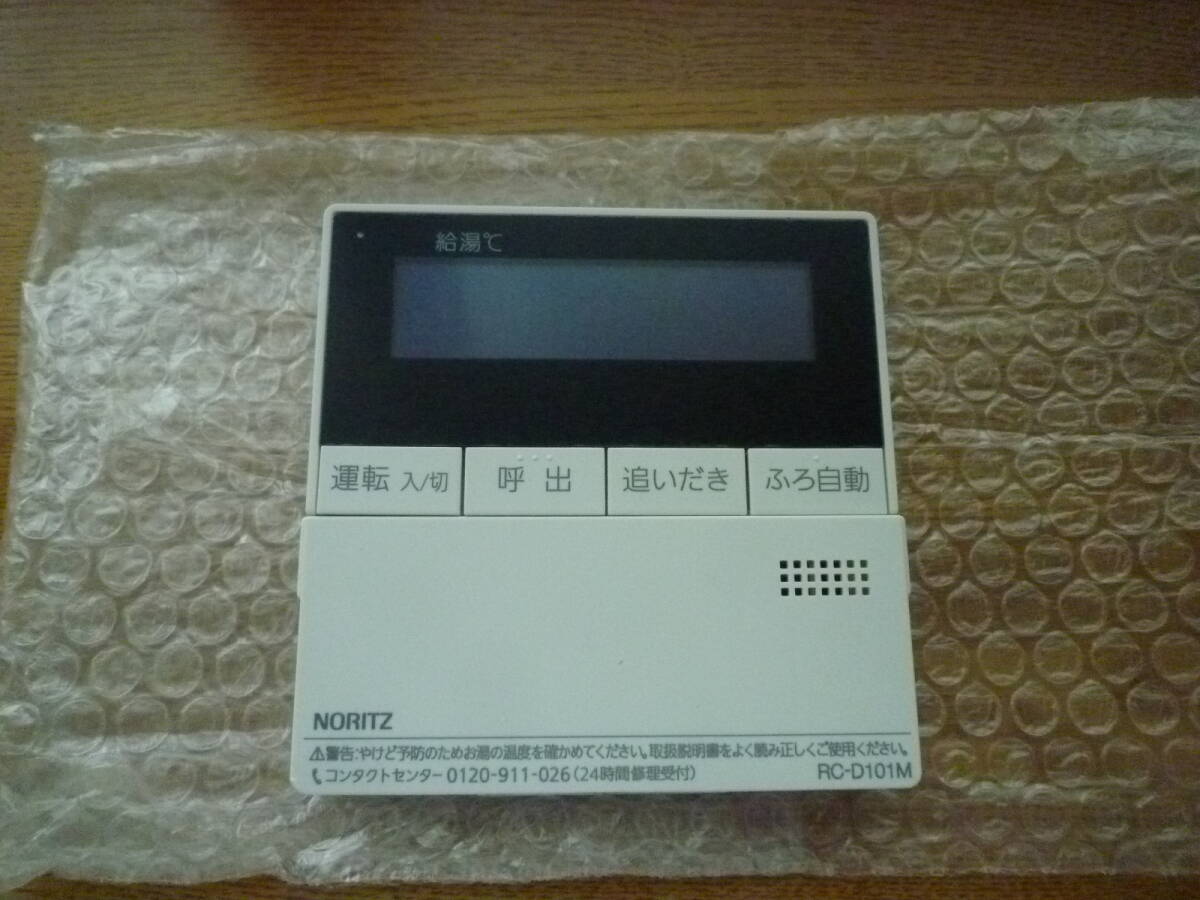 給湯℃
運転 入/切 呼出 追いだき ふろ自動
NORITZ
⚠警告:やけど予防のためお湯の温度を確かめてください。取扱説明書をよく読み正しくご使用ください。
コンタクトセンター 0120-911-026(24時間修理受付) RC-D101M